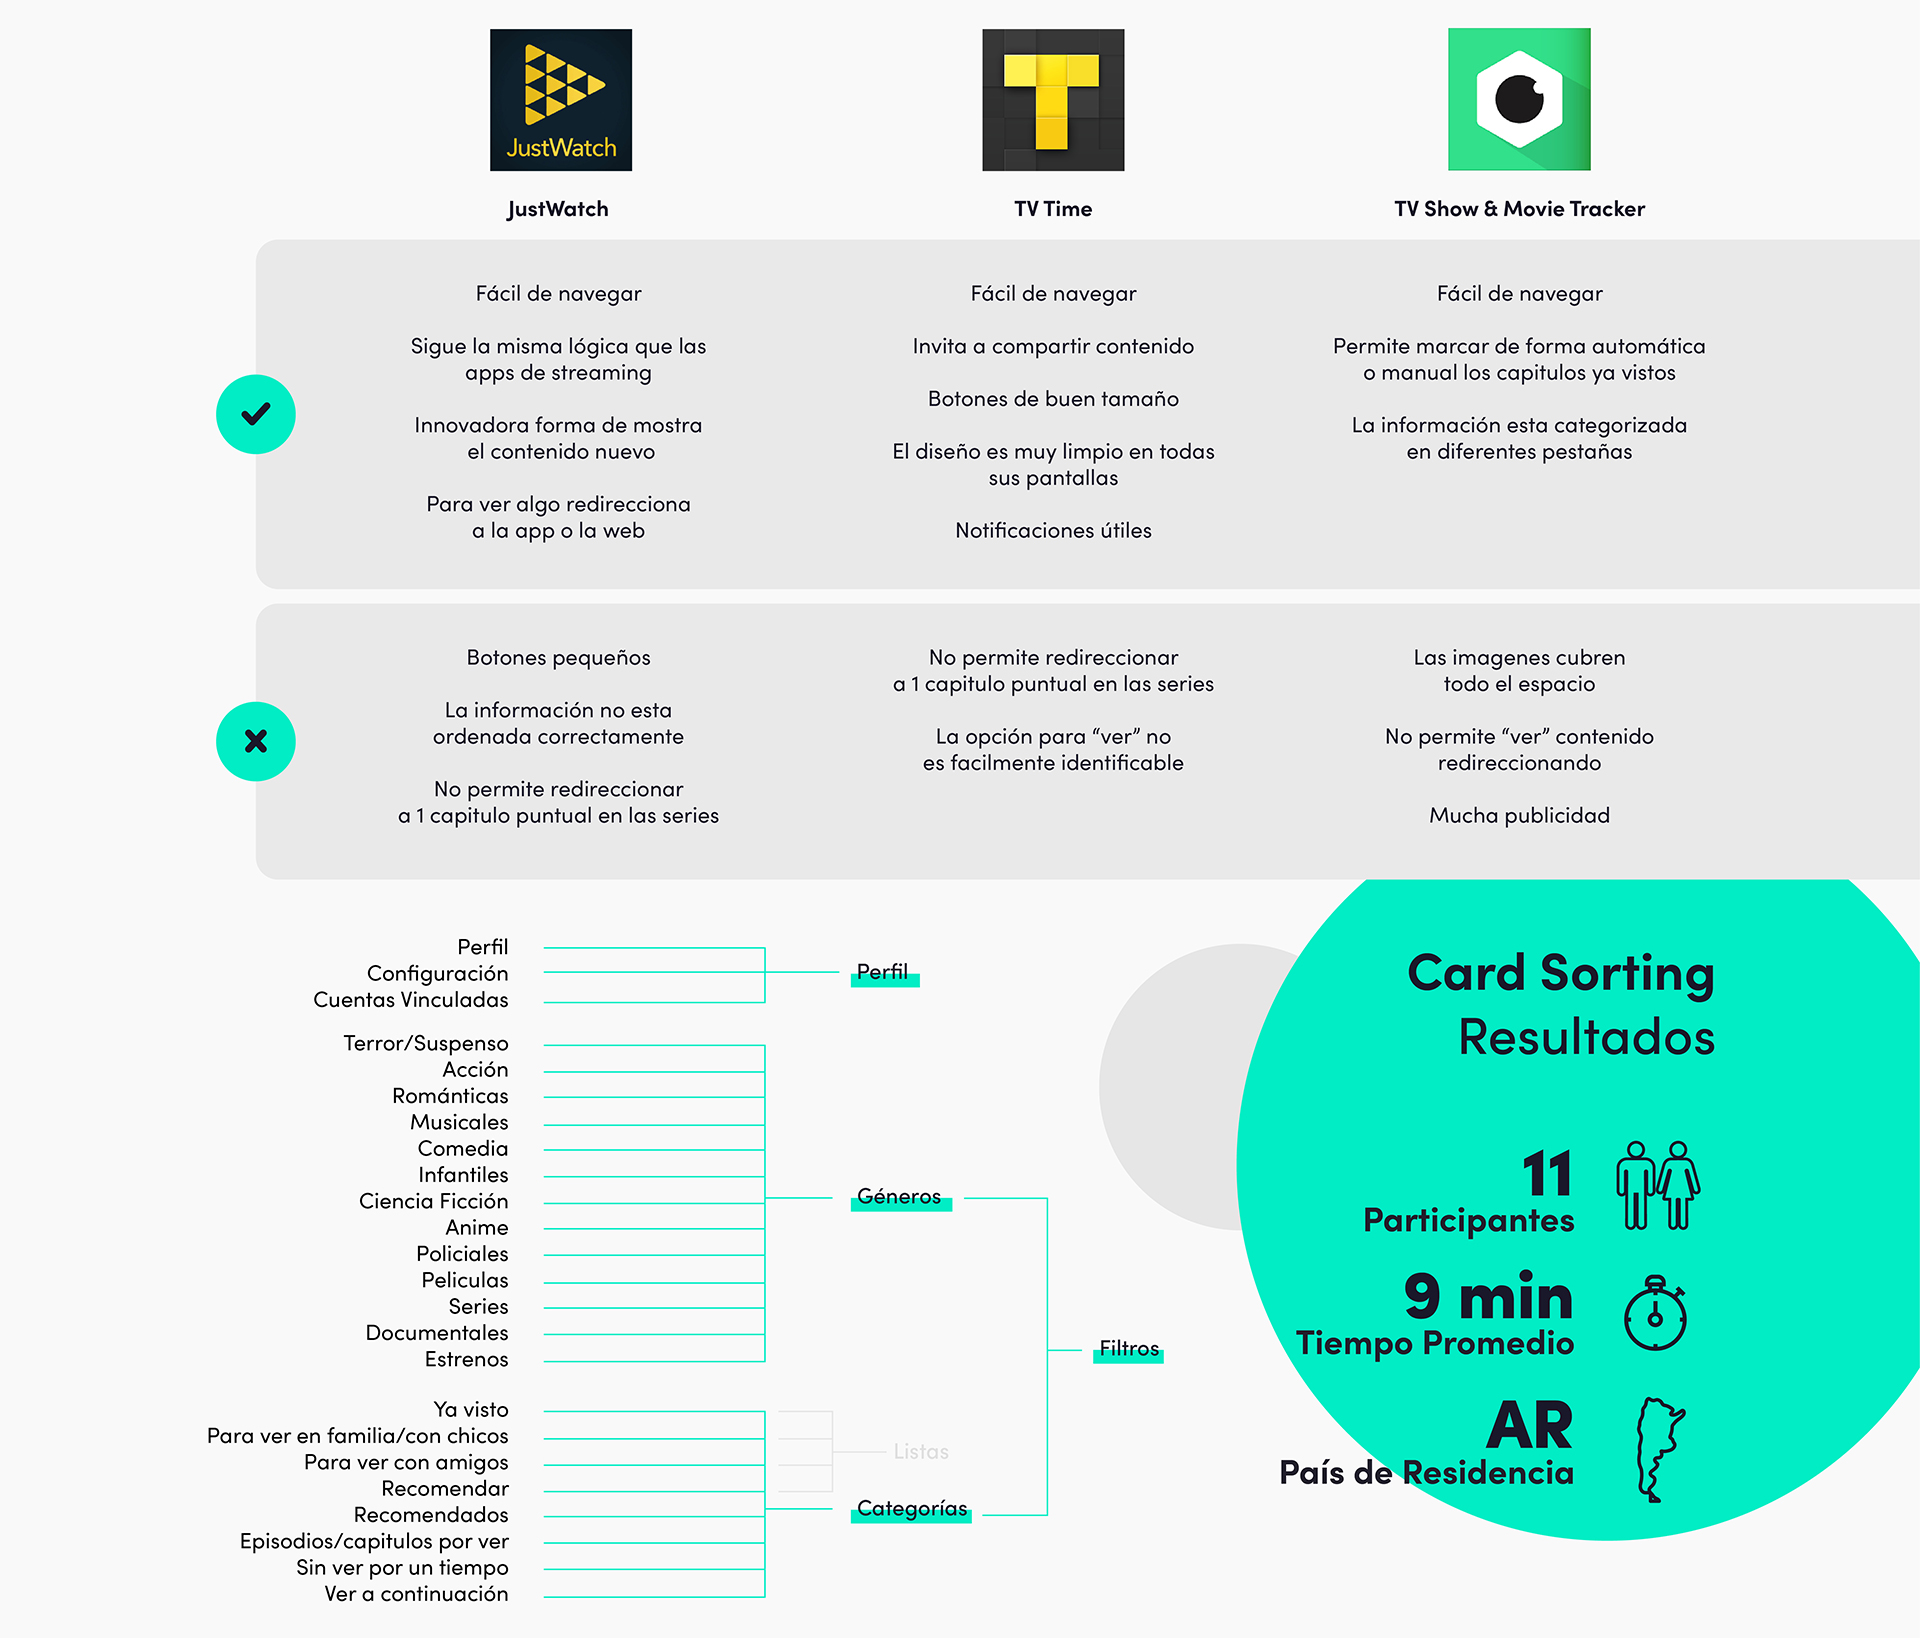 JustWatch
JustWatch
TV Time
TV Show & Movie Tracker
Fácil de navegar
Sigue la misma lógica que las
apps de streaming
Innovadora forma de mostra
el contenido nuevo
Para ver algo redirecciona
a la app o la web
Fácil de navegar
Invita a compartir contenido
Botones de buen tamaño
El diseño es muy limpio en todas
sus pantallas
Notificaciones útiles
Fácil de navegar
Permite marcar de forma automática
o manual los capitulos ya vistos
La información esta categorizada
en diferentes pestañas
Botones pequeños
La información no esta
ordenada correctamente
No permite redireccionar
a 1 capitulo puntual en las series
No permite redireccionar
a 1 capitulo puntual en las series
La opción para “ver” no
es facilmente identificable
Las imagenes cubren
todo el espacio
No permite “ver” contenido
redireccionando
Mucha publicidad
Perfil
Configuración
Cuentas Vinculadas
Perfil
Terror/Suspenso
Acción
Románticas
Musicales
Comedia
Infantiles
Ciencia Ficción
Anime
Policiales
Peliculas
Series
Documentales
Estrenos
Géneros
Filtros
Ya visto
Para ver en familia/con chicos
Para ver con amigos
Recomendar
Recomendados
Episodios/capitulos por ver
Sin ver por un tiempo
Ver a continuación
Listas
Categorías
Card Sorting
Resultados
11
Participantes
9 min
Tiempo Promedio
AR
País de Residencia